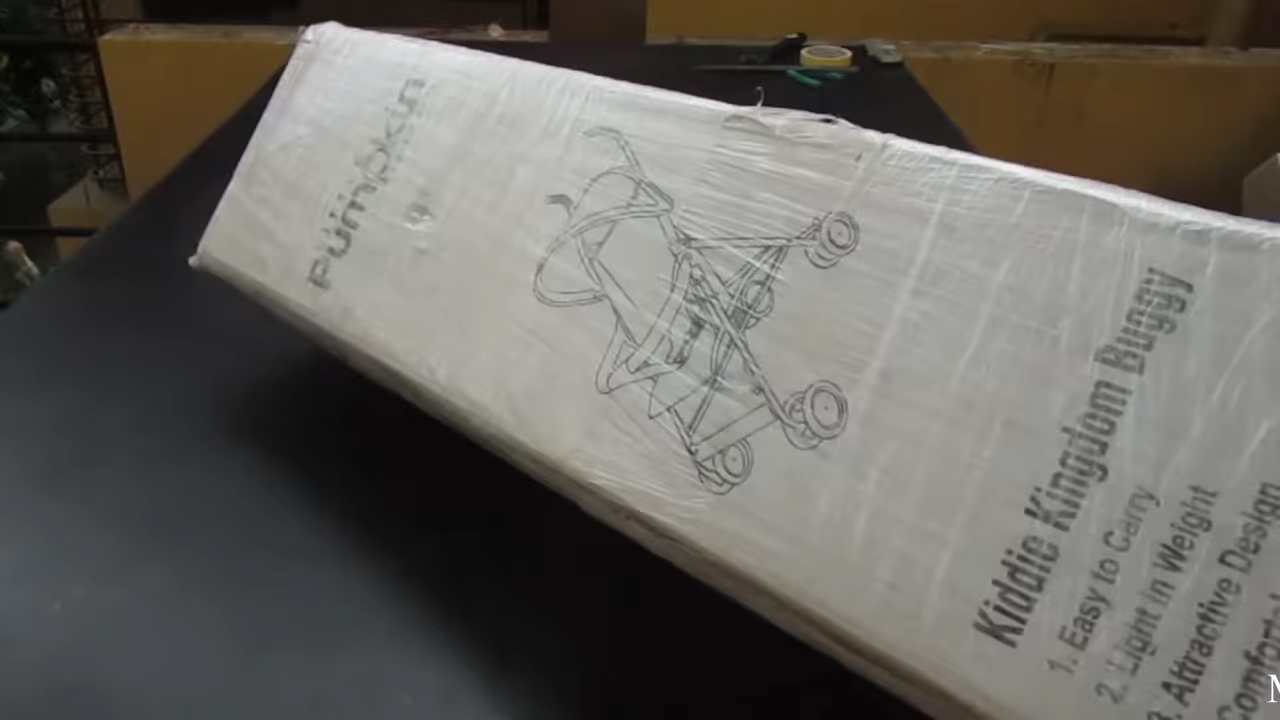 PUmpkin
Kiddie Kingdom Buggy
1. Easy to Carry
2. Light in Weight
3. Attractive Design
M